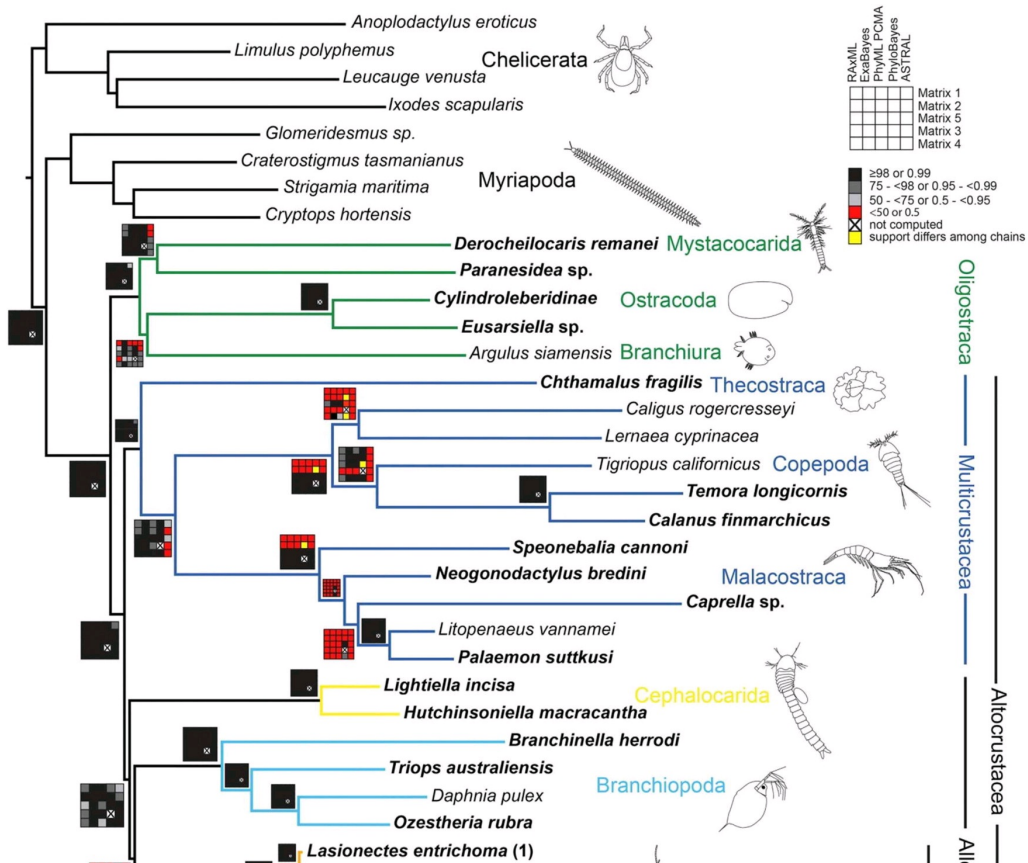 Anoplodactylus eroticus
Limulus polyphemus
Chelicerata
Leucauge venusta
Ixodes scapularis
RAxML
ExaBayes
PhyML PCMA
PhyloBayes
ASTRAL
Matrix 1
Matrix 2
Matrix 5
Matrix 3
Matrix 4
Glomeridesmus sp.
Craterostigmus tasmanianus
Myriapoda
Strigamia maritima
Cryptops hortensis
≥98 or 0.99
75 - <98 or 0.95 - <0.99
50 - <75 or 0.5 - <0.95
<50 or 0.5
not computed
support differs among chains
Derocheilocaris remanei Mystacocarida
Paranesidea sp.
Cylindroleberidinae Ostracoda
Eusarsiella sp.
Argulus siamensis Branchiura
Oligostraca
Chthamalus fragilis Thecostraca
Caligus rogercresseyi
Lernaea cyprinacea
Tigriopus californicus Copepoda
Temora longicornis
Calanus finmarchicus
Speonebalia cannoni
Neogonodactylus bredini Malacostraca
Caprella sp.
Litopenaeus vannamei
Palaemon suttkusi
Multicrustacea
Lightiella incisa
Cephalocarida
Hutchinsoniella macracantha
Branchinella herrodi
Triops australiensis
Branchiopoda
Daphnia pulex
Ozestheria rubra
Altocrustacea
Lasionectes entrichoma (1)